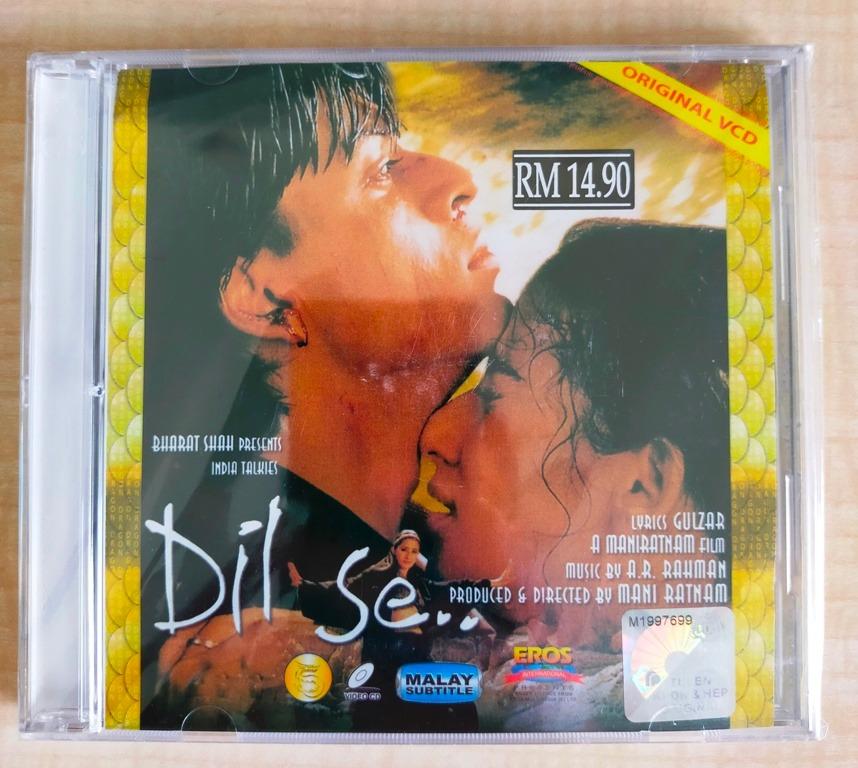 ORIGINAL VCD
RM 14.90
BHARAT SHAH PRESENTS
INDIA TALKIES
Dil se..
LYRICS GULZAR
A MANIRATNAM FILM
MUSIC BY A.R. RAHMAN
PRODUCED & DIRECTED BY MANI RATNAM
M1997699
VIDEO CD
MALAY
SUBTITLE
EROS
INTERNATIONAL